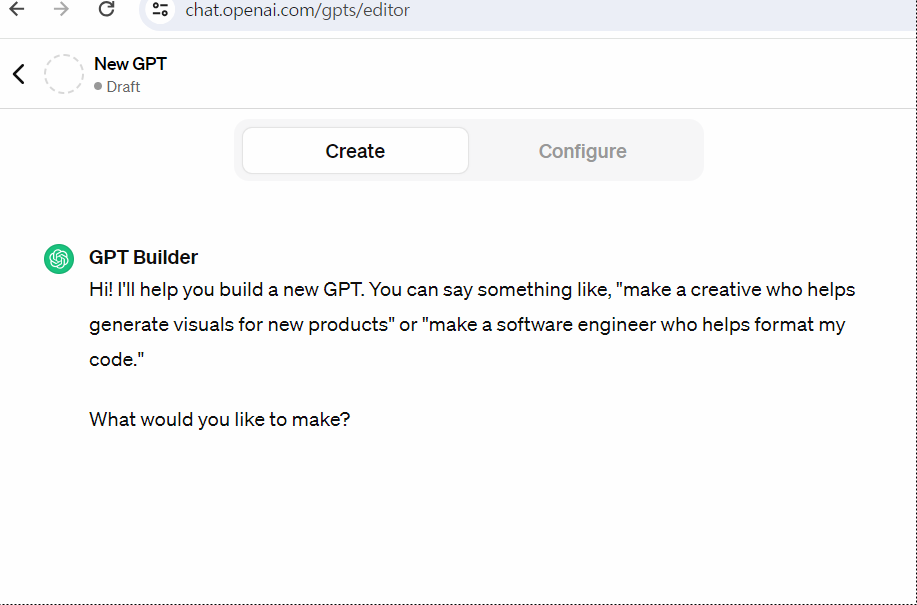 chat.openai.com/gpts/editor
New GPT
Draft
Create
Configure
GPT Builder
Hi! I'll help you build a new GPT. You can say something like, "make a creative who helps
generate visuals for new products" or "make a software engineer who helps format my
code."
What would you like to make?